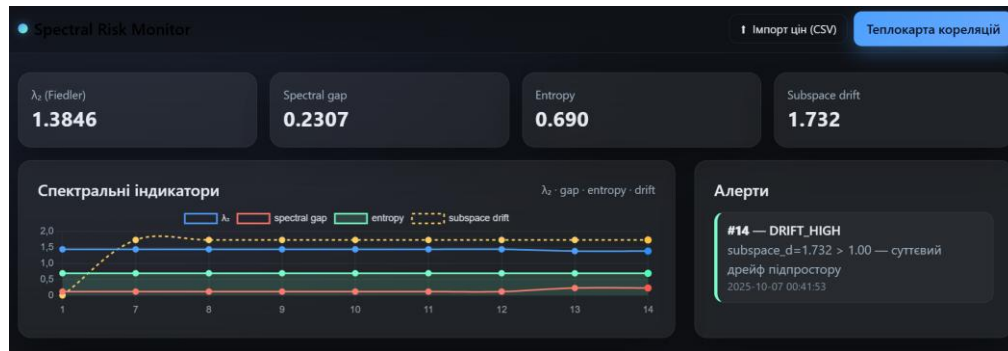 Spectral Risk Monitor
⭱ Імпорт цін (CSV)
Теплокарта кореляцій
λ₂ (Fiedler)
1.3846
Spectral gap
0.2307
Entropy
0.690
Subspace drift
1.732
Спектральні індикатори
λ₂ · gap · entropy · drift
λ₂ spectral gap entropy subspace drift
2,0
1,5
1,0
0,5
0
1 7 8 9 10 11 12 13 14
Алерти
#14 — DRIFT_HIGH
subspace_d=1.732 > 1.00 — суттєвий
дрейф підпростору
2025-10-07 00:41:53